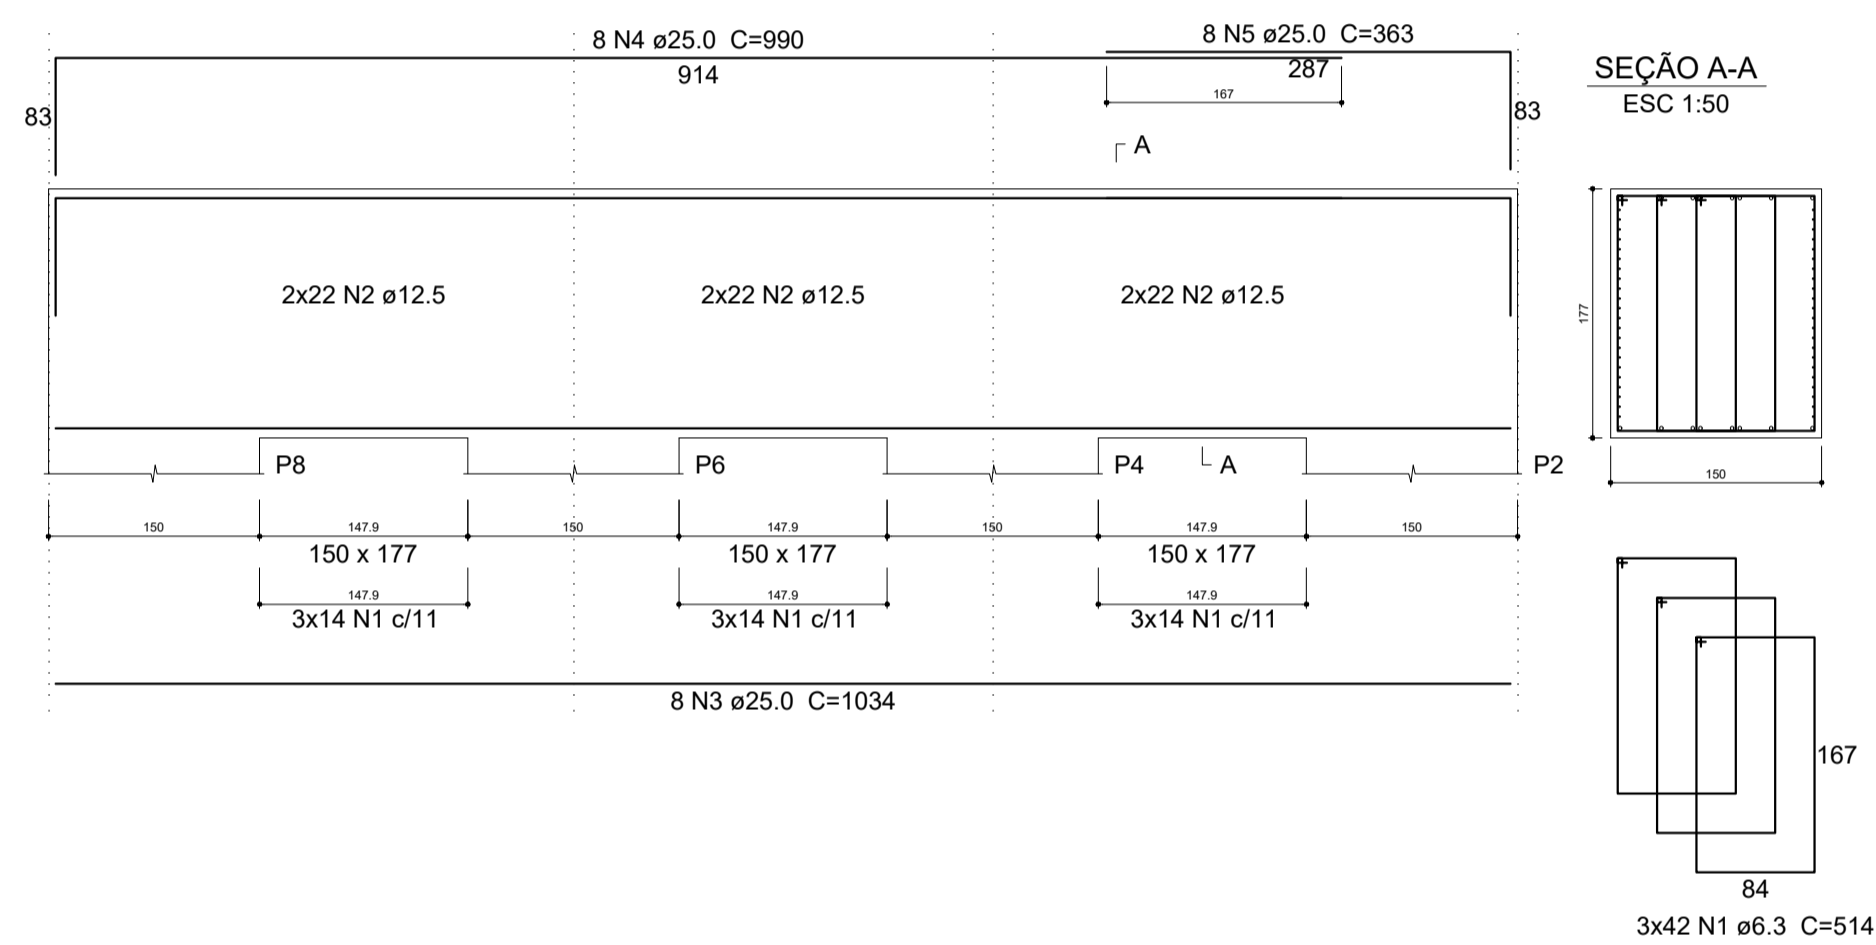 8 N4 ø25.0 C=990
8 N5 ø25.0 C=363
914
287
167
83
83
A
SEÇÃO A-A
ESC 1:50
2x22 N2 ø12.5
2x22 N2 ø12.5
2x22 N2 ø12.5
177
P8
P6
P4
A
P2
150
150
147.9
150
147.9
150
147.9
150
150 x 177
150 x 177
150 x 177
147.9
147.9
147.9
3x14 N1 c/11
3x14 N1 c/11
3x14 N1 c/11
8 N3 ø25.0 C=1034
167
84
3x42 N1 ø6.3 C=514